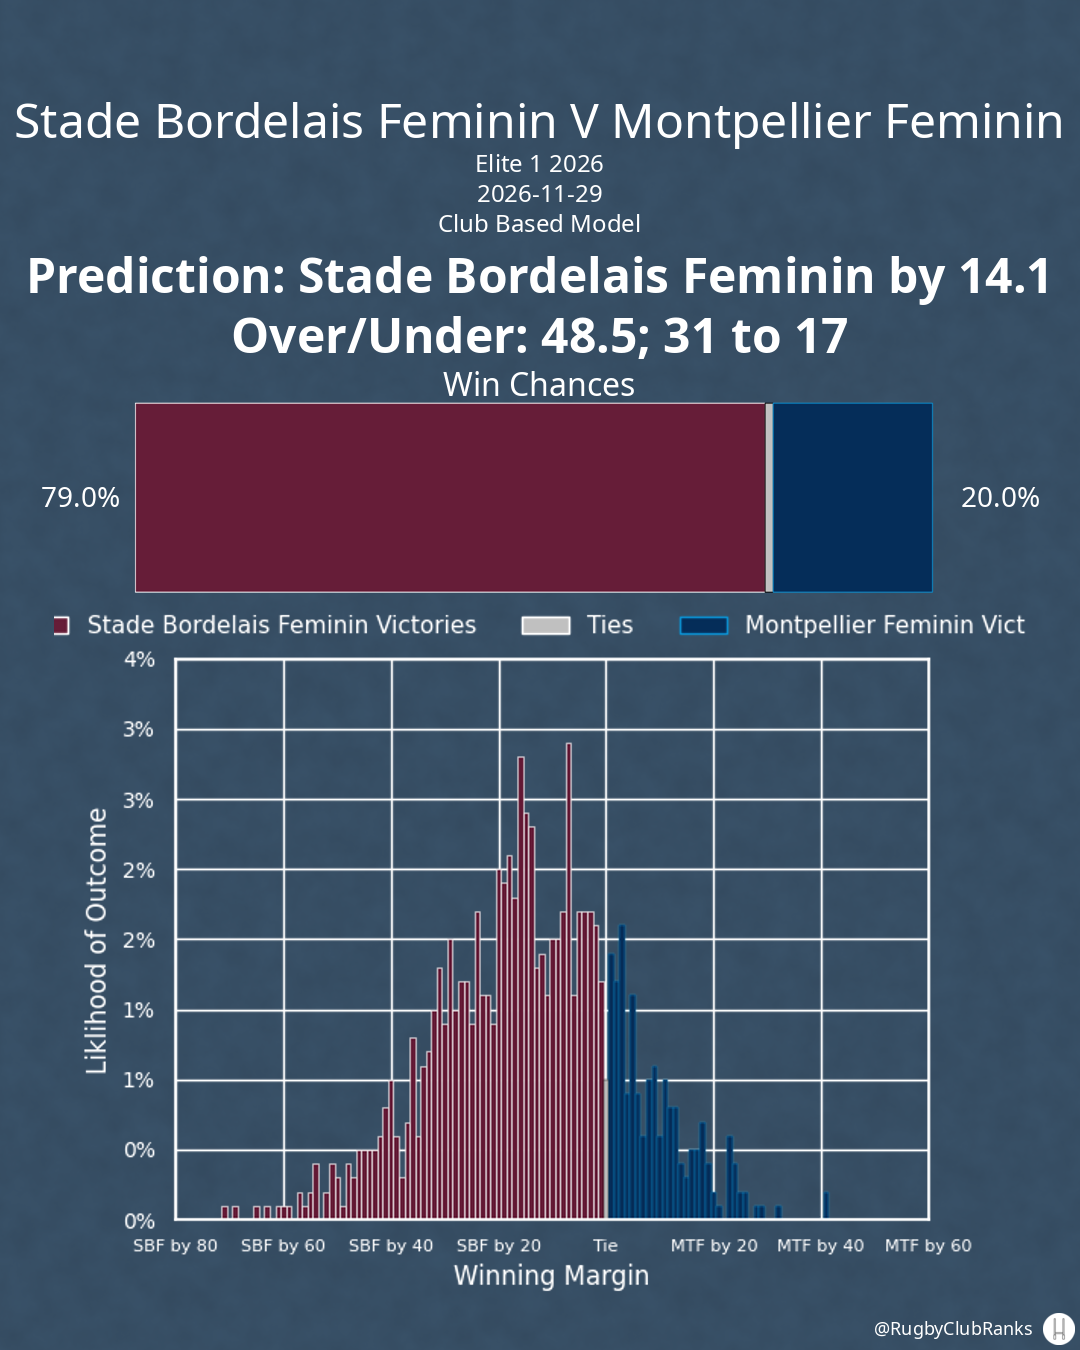 Stade Bordelais Feminin V Montpellier Feminin
Elite 1 2026
2026-11-29
Club Based Model
Prediction: Stade Bordelais Feminin by 14.1
Over/Under: 48.5; 31 to 17
Win Chances
79.0%
20.0%
Stade Bordelais Feminin Victories
Ties
Montpellier Feminin Vict
4%
3%
3%
2%
2%
1%
1%
0%
0%
Liklihood of Outcome
SBF by 80
SBF by 60
SBF by 40
SBF by 20
Tie
MTF by 20
MTF by 40
MTF by 60
Winning Margin
@RugbyClubRanks